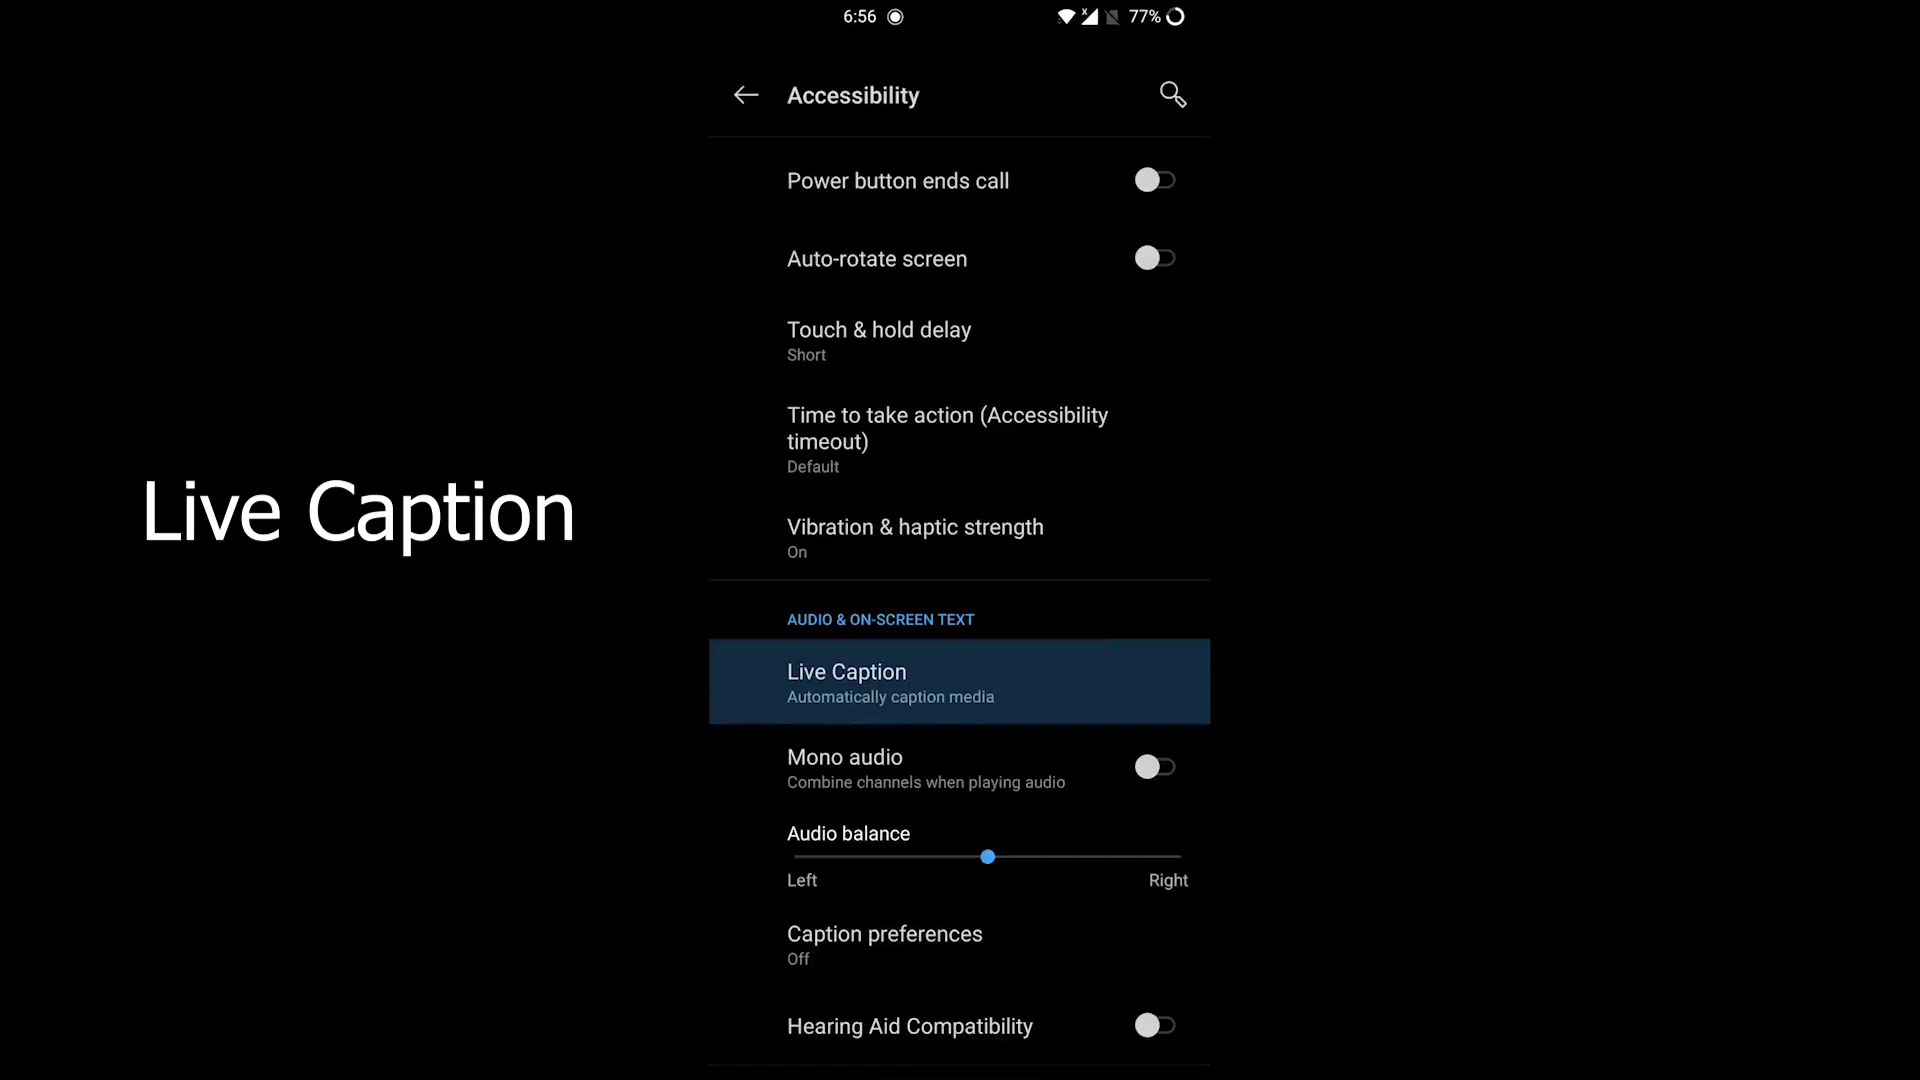 6:56
77%
Accessibility
Power button ends call
Auto-rotate screen
Touch & hold delay
Short
Time to take action (Accessibility
timeout)
Default
Vibration & haptic strength
On
Live Caption
AUDIO & ON-SCREEN TEXT
Live Caption
Automatically caption media
Mono audio
Combine channels when playing audio
Audio balance
Left
Right
Caption preferences
Off
Hearing Aid Compatibility